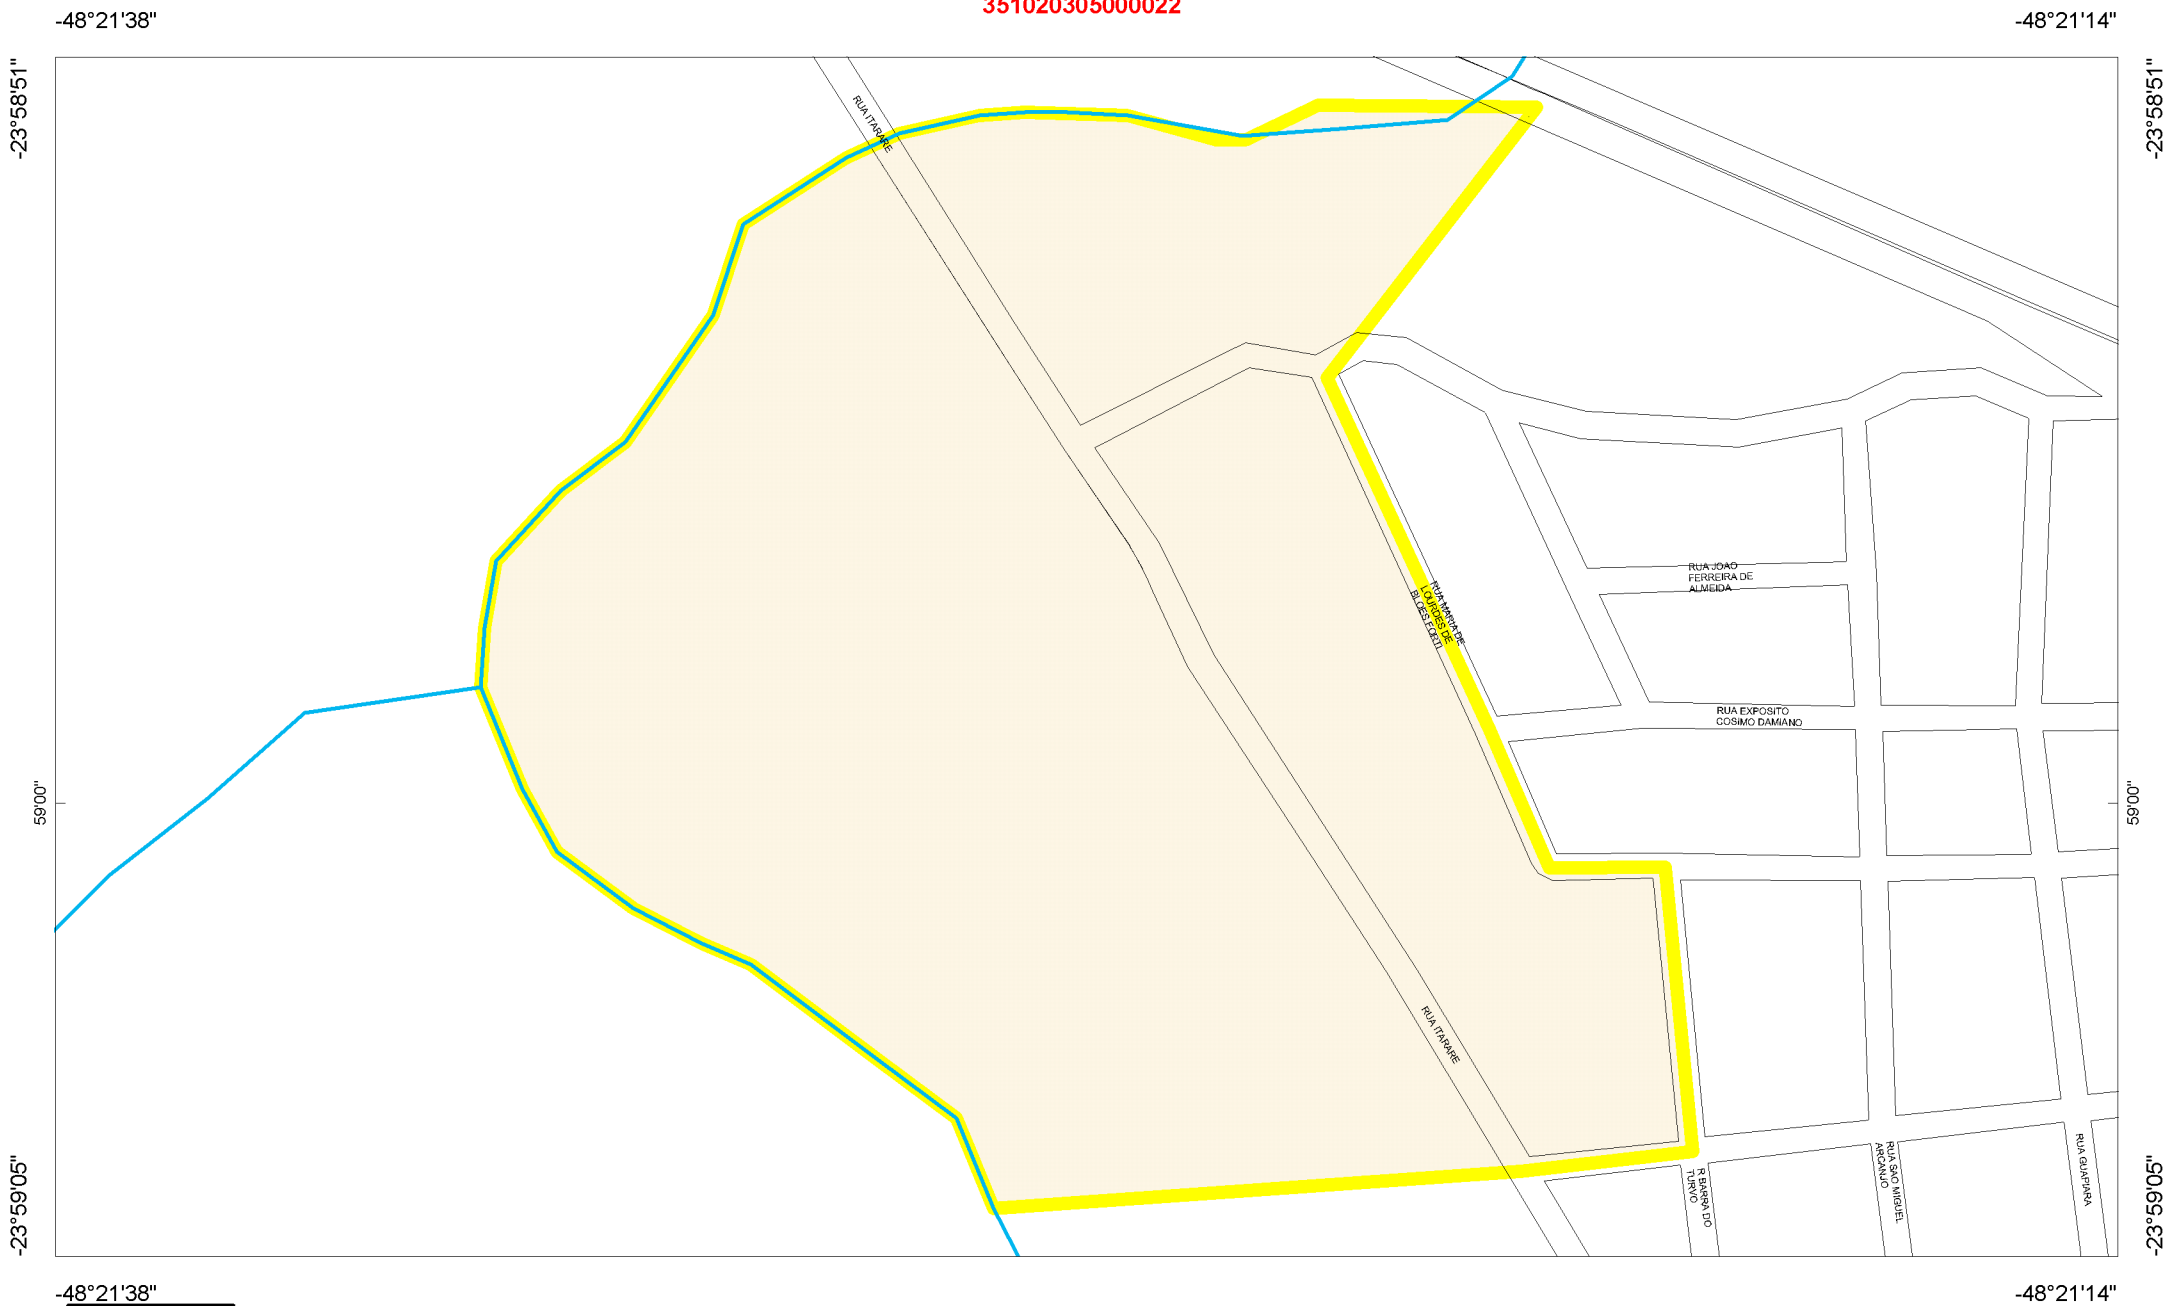 351020305000022
-48°21'38"
-48°21'14"
-23°58'51"
-23°58'51"
RUA ITARARE
RUA JOAO
FERREIRA DE
ALMEIDA
RUA MARIA DE
LOURDES DE
BLOES FORTI
RUA EXPOSITO
COSIMO DAMIANO
59'00"
59'00"
RUA ITARARE
R BARRA DO
TURVO
RUA SAO MIGUEL
ARCANJO
RUA GUAPIARA
-23°59'05"
-23°59'05"
-48°21'38"
-48°21'14"